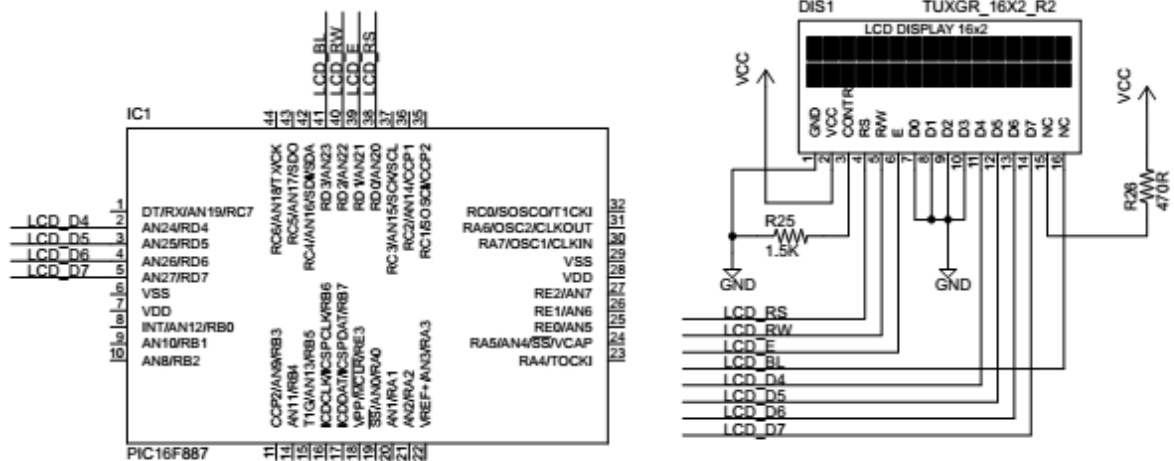 LCD_BL
LCD_RW
LCD_E
LCD_RS
IC1
44
43
42
41
40
39
38
37
36
35
RC6/AN18/TX/CK
RC5/AN17/SDO
RC4/AN16/SDI/SDA
RD3/AN23
RD2/AN22
RD1/AN21
RD0/AN20
RC3/AN15/SCK/SCL
RC2/AN14/CCP1
RC1/SOSCI/CCP2
LCD_D4
LCD_D5
LCD_D6
LCD_D7
1 DT/RX/AN19/RC7
2 AN24/RD4
3 AN25/RD5
4 AN26/RD6
5 AN27/RD7
6 VSS
7 VDD
8 INT/AN12/RB0
9 AN10/RB1
10 AN8/RB2
RC0/SOSCO/T1CKI 32
RA6/OSC2/CLKOUT 31
RA7/OSC1/CLKIN 30
VSS 29
VDD 28
RE2/AN7 27
RE1/AN6 26
RE0/AN5 25
RA5/AN4/SS/VCAP 24
RA4/TOCKI 23
CCP2/AN9/RB3
AN11/RB4
T1G/AN13/RB5
ICDCLK/ICSPCLK/RB6
ICDDAT/ICSPDAT/RB7
VPP/MCLR/RE3
SS/AN0/RA0
AN1/RA1
AN2/RA2
VREF+/AN3/RA3
11
14
15
16
17
18
19
20
21
22
PIC16F887
DIS1 TUXGR_16X2_R2
LCD DISPLAY 16x2
VCC
VCC
GND
VCC
CONTR
RS
R/W
E
D0
D1
D2
D3
D4
D5
D6
D7
NC
NC
1
2
3
4
5
6
7
8
9
10
11
12
13
14
15
16
R26
470R
R25
1.5K
GND
GND
LCD_RS
LCD_RW
LCD_E
LCD_BL
LCD_D4
LCD_D5
LCD_D6
LCD_D7